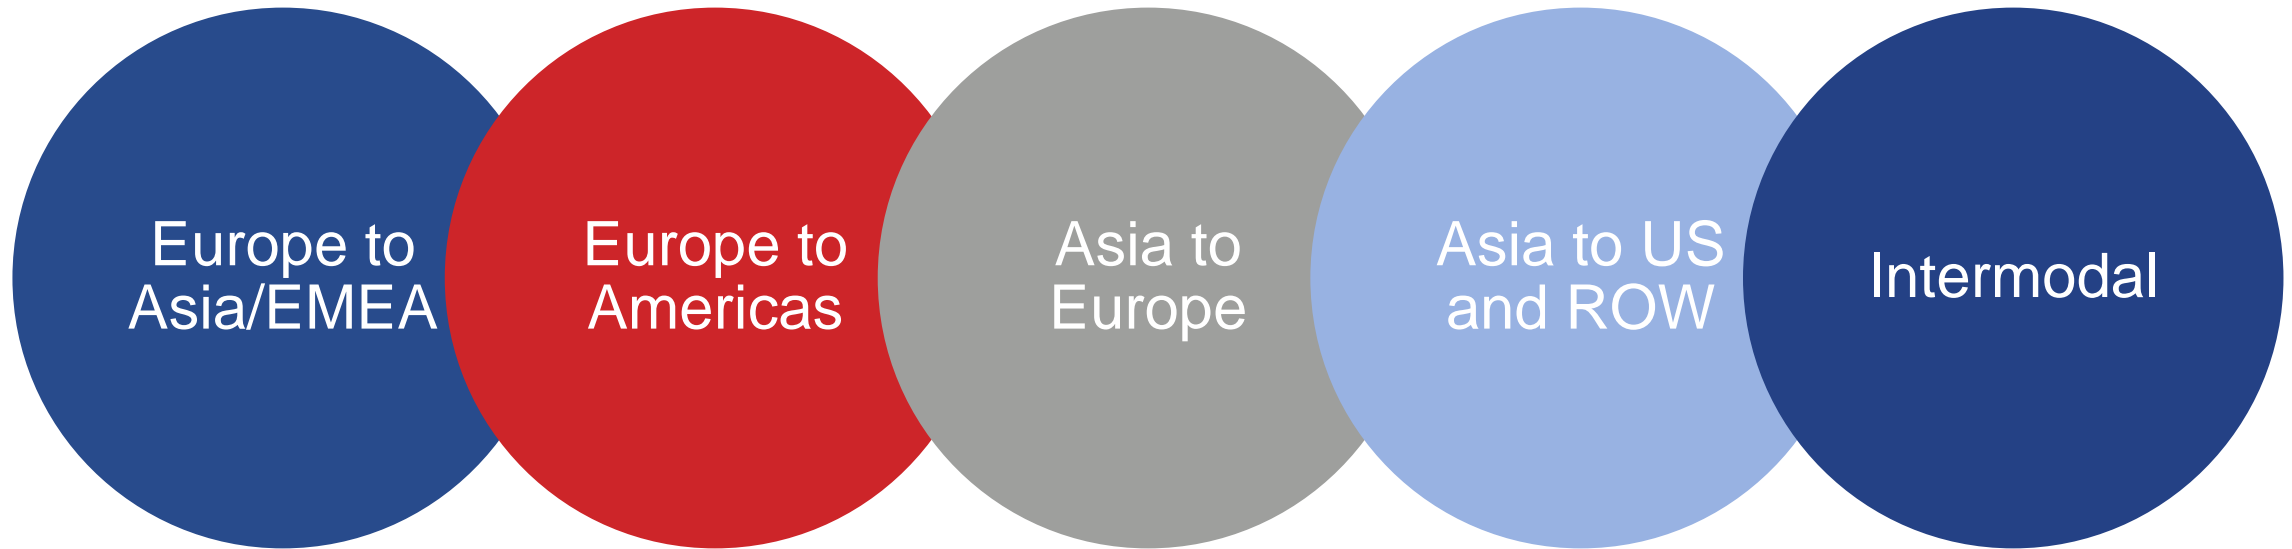 Europe to
Asia/EMEA
Europe to
Americas
Asia to
Europe
Asia to US
and ROW
Intermodal